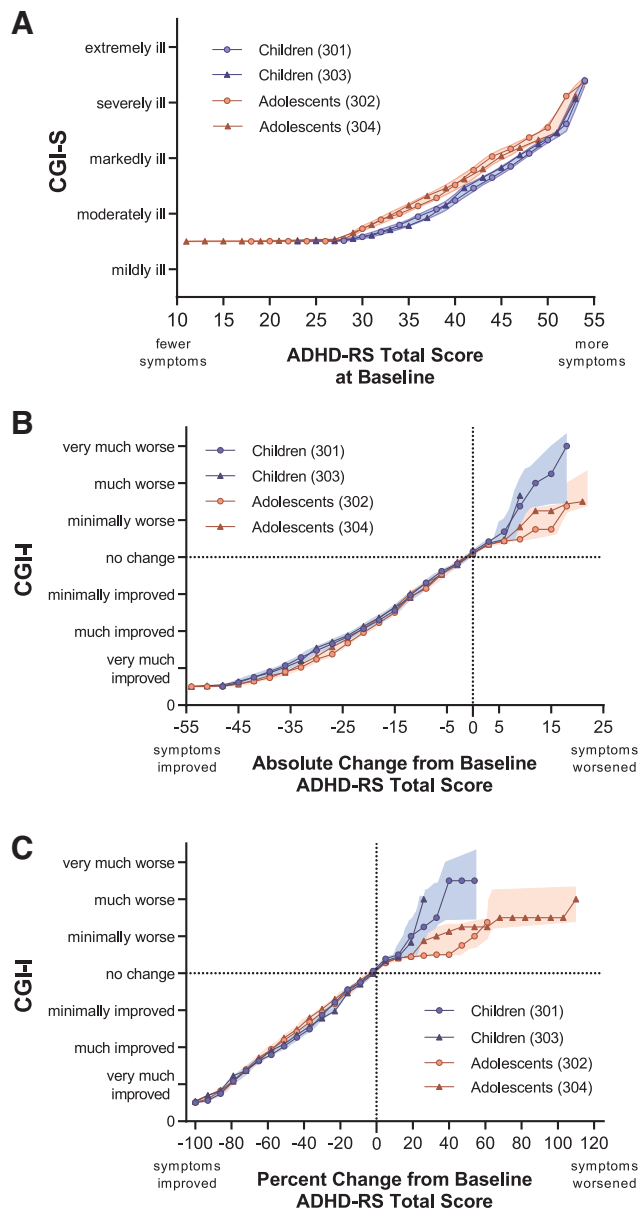 A
CGI-S
extremely ill
severely ill
markedly ill
moderately ill
mildly ill
Children (301)
Children (303)
Adolescents (302)
Adolescents (304)
10 15 20 25 30 35 40 45 50 55
fewer symptoms
ADHD-RS Total Score
at Baseline
more symptoms
B
CGI-I
very much worse
much worse
minimally worse
no change
minimally improved
much improved
very much improved
0
Children (301)
Children (303)
Adolescents (302)
Adolescents (304)
-55 -45 -35 -25 -15 -5 0 5 15 25
symptoms improved
Absolute Change from Baseline
ADHD-RS Total Score
symptoms worsened
C
CGI-I
very much worse
much worse
minimally worse
no change
minimally improved
much improved
very much improved
0
Children (301)
Children (303)
Adolescents (302)
Adolescents (304)
-100 -80 -60 -40 -20 0 20 40 60 80 100 120
symptoms improved
Percent Change from Baseline
ADHD-RS Total Score
symptoms worsened